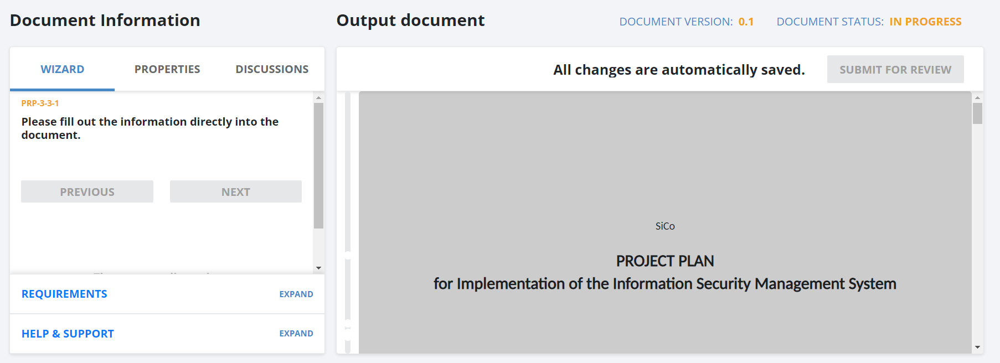 Document Information
WIZARD
PROPERTIES
DISCUSSIONS
PRP-3-3-1
Please fill out the information directly into the
document.
PREVIOUS
NEXT
REQUIREMENTS
EXPAND
HELP & SUPPORT
EXPAND
Output document
DOCUMENT VERSION: 0.1
DOCUMENT STATUS: IN PROGRESS
All changes are automatically saved.
SUBMIT FOR REVIEW
SiCo
PROJECT PLAN
for Implementation of the Information Security Management System